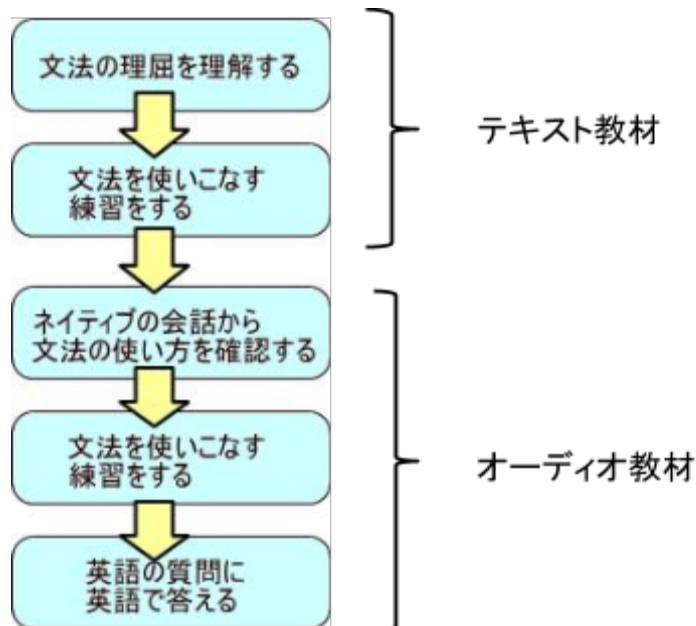 文法の理屈を理解する
テキスト教材
文法を使いこなす
練習をする
ネイティブの会話から
文法の使い方を確認する
文法を使いこなす
練習をする
オーディオ教材
英語の質問に
英語で答える